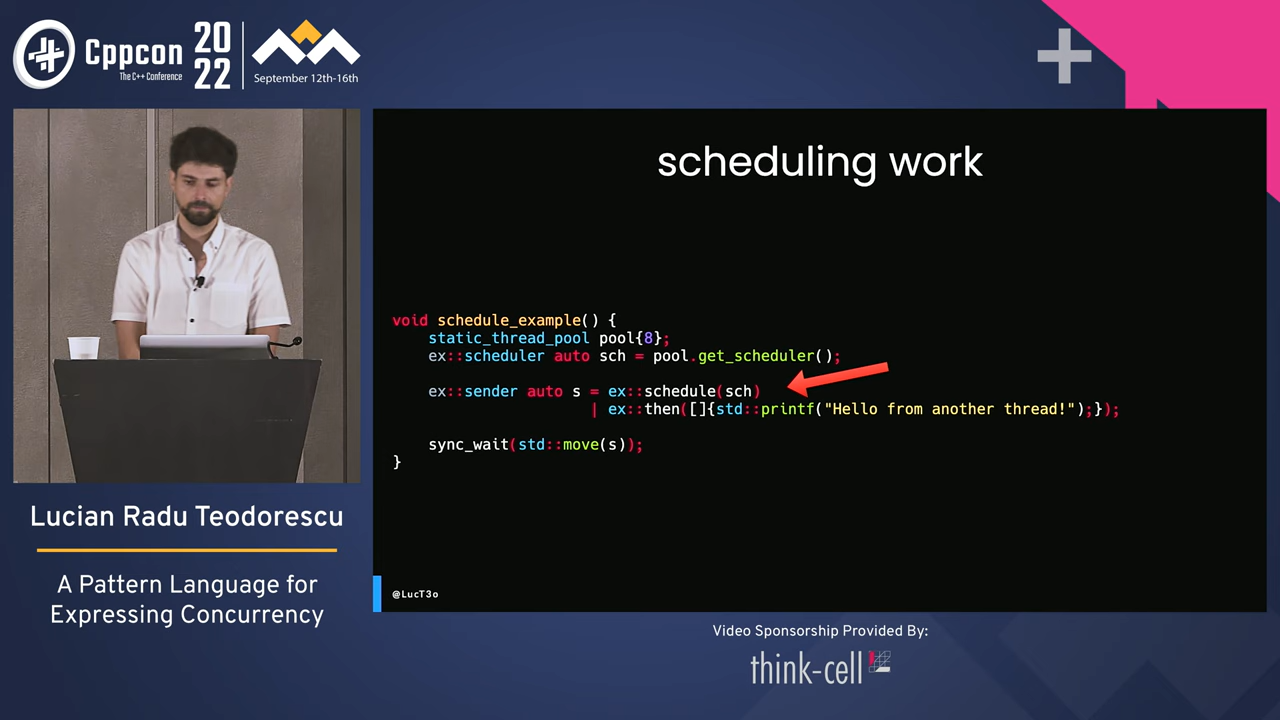 Cppcon
The C++ Conference
20
22
September 12th-16th
scheduling work
void schedule_example() {
    static_thread_pool pool{8};
    ex::scheduler auto sch = pool.get_scheduler();
    ex::sender auto s = ex::schedule(sch)
                      | ex::then([]{std::printf("Hello from another thread!");});
    sync_wait(std::move(s));
}
@LucT3o
Lucian Radu Teodorescu
A Pattern Language for
Expressing Concurrency
Video Sponsorship Provided By:
think-cell